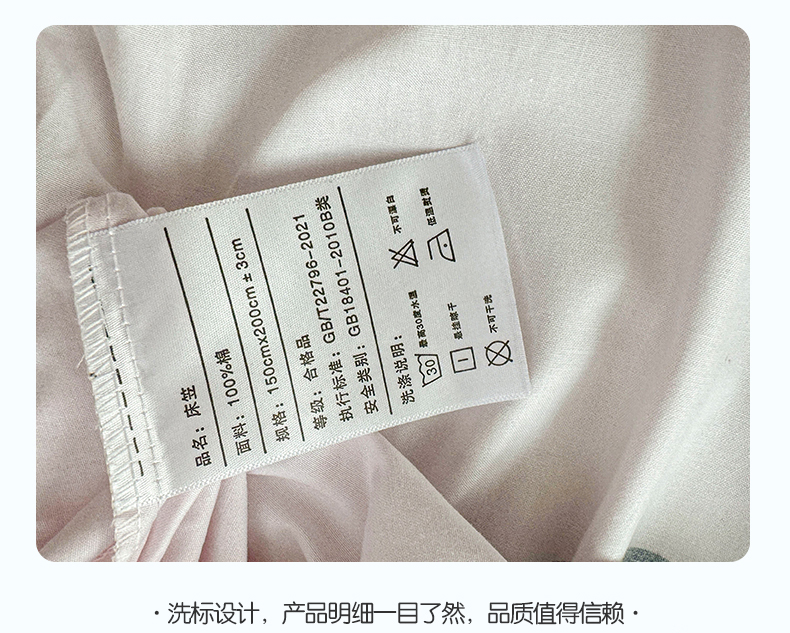 品名：床笠
面料：100%棉
规格：150cmx200cm±3cm
等级：合格品
执行标准：GB/T22796-2021
安全类别：GB18401-2010B类
洗涤说明：
30
最高30度水温
不可漂白
悬挂晾干
低温熨烫
不可干洗
·洗标设计，产品明细一目了然，品质值得信赖·